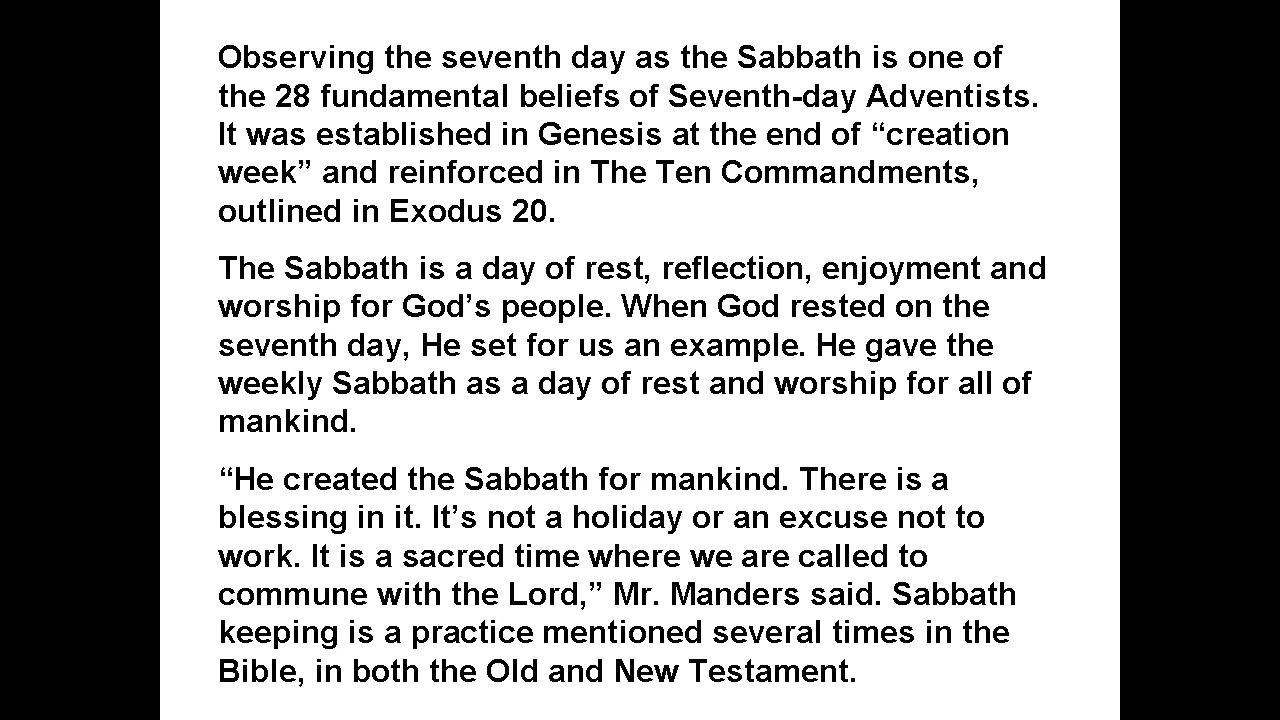 Observing the seventh day as the Sabbath is one of
the 28 fundamental beliefs of Seventh-day Adventists.
It was established in Genesis at the end of “creation
week” and reinforced in The Ten Commandments,
outlined in Exodus 20.
The Sabbath is a day of rest, reflection, enjoyment and
worship for God’s people. When God rested on the
seventh day, He set for us an example. He gave the
weekly Sabbath as a day of rest and worship for all of
mankind.
“He created the Sabbath for mankind. There is a
blessing in it. It’s not a holiday or an excuse not to
work. It is a sacred time where we are called to
commune with the Lord,” Mr. Manders said. Sabbath
keeping is a practice mentioned several times in the
Bible, in both the Old and New Testament.